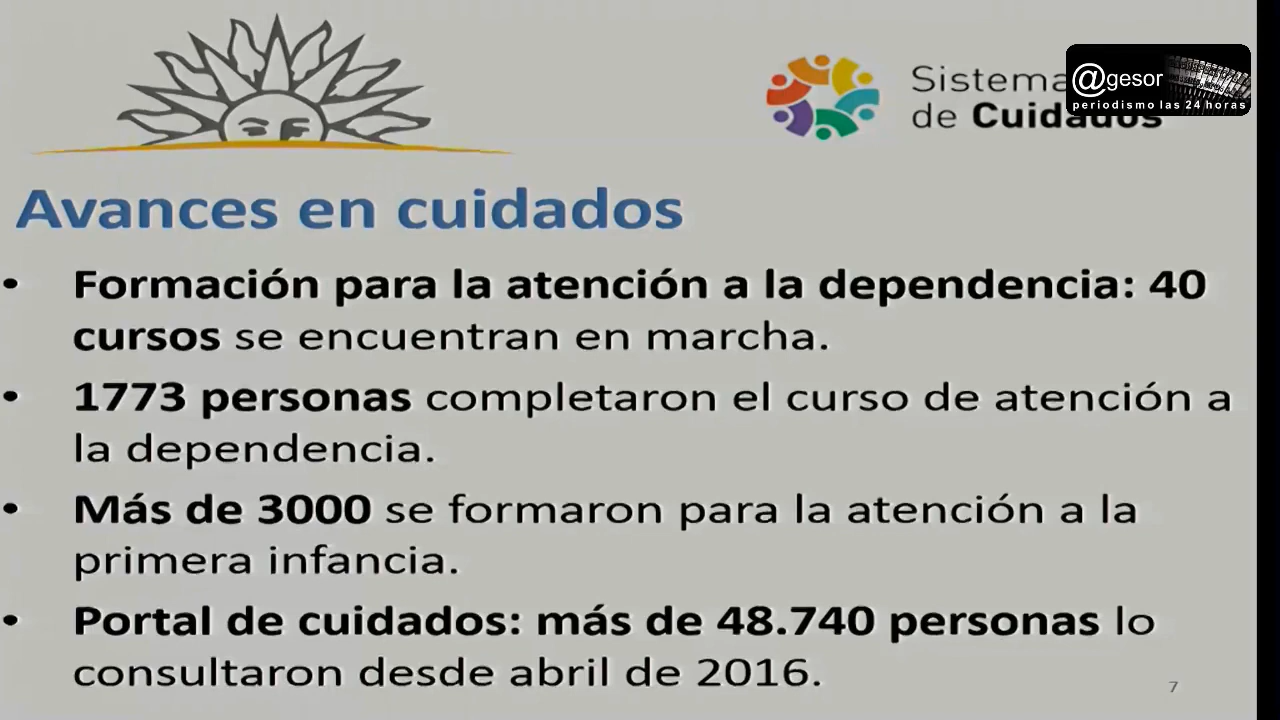 Sistema
de Cuidados
@gesor
periodismo las 24 horas
Avances en cuidados
• Formación para la atención a la dependencia: 40
cursos se encuentran en marcha.
• 1773 personas completaron el curso de atención a
la dependencia.
• Más de 3000 se formaron para la atención a la
primera infancia.
• Portal de cuidados: más de 48.740 personas lo
consultaron desde abril de 2016.
7